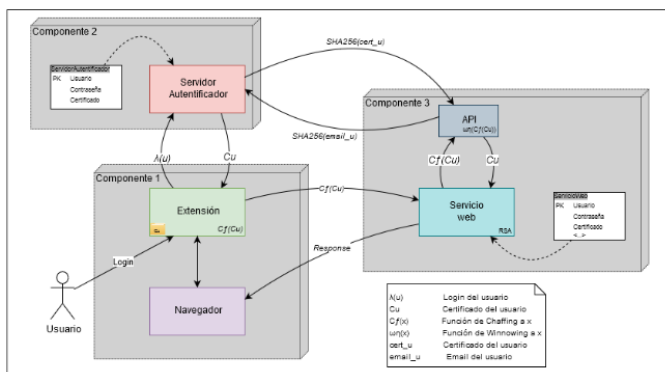 Componente 2
ServidorAutentificador
PK Usuario
Contraseña
Certificado
Servidor
Autentificador
SHA256(cert_u)
SHA256(email_u)
Componente 3
API
ωη(Cƒ(Cu))
Cƒ(Cu)
Cu
Servicio
web
RSA
ServicioWeb
PK Usuario
Contraseña
Certificado
<...>
λ(u)
Cu
Componente 1
Extensión
Cƒ(Cu)
Cƒ(Cu)
Response
Login
Usuario
Navegador
λ(u) Login del usuario
Cu Certificado del usuario
Cƒ(x) Función de Chaffing a x
ωη(x) Función de Winnowing a x
cert_u Certificado del usuario
email_u Email del usuario